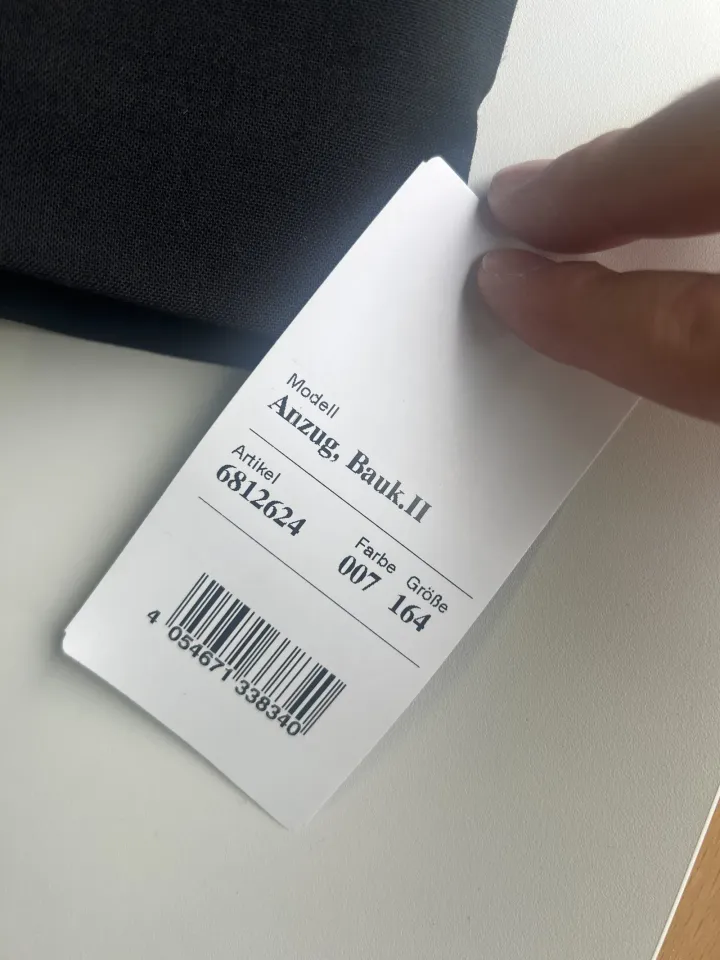 Modell
Anzug, Bauk.II
Artikel
6812624
Farbe Größe
007 164
4 054671 338340